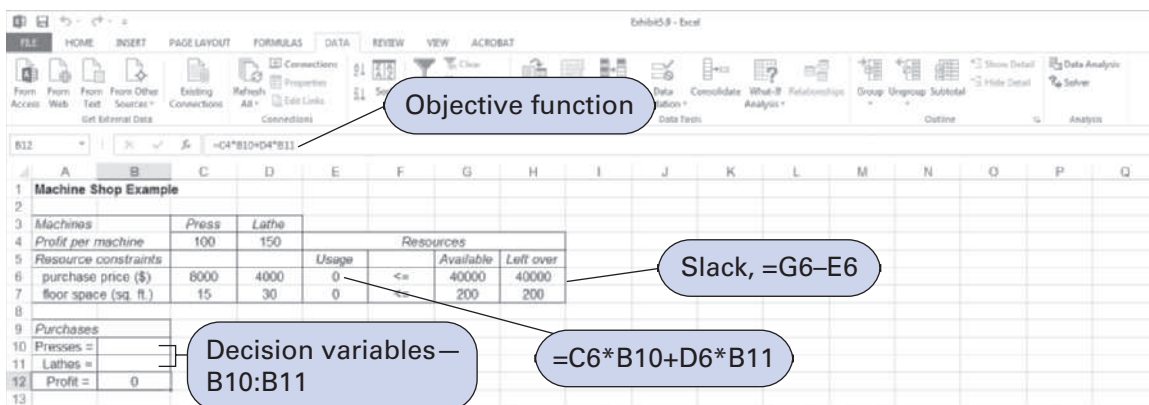 Exhibit5.9 - Excel
FILE HOME INSERT PAGE LAYOUT FORMULAS DATA REVIEW VIEW ACROBAT
From Access From Web From Text From Other Sources Existing Connections Refresh All Connections Properties Edit Links Clear Data Consolidate What-If Analysis Relationships Group Ungroup Subtotal Show Detail Hide Detail Data Analysis Solver
Get External Data Connections Data Tools Outline Analysis
Objective function
B12 fx =C4*B10+D4*B11
A B C D E F G H I J K L M N O P Q
1 Machine Shop Example
2
3 Machines Press Lathe
4 Profit per machine 100 150 Resources
5 Resource constraints Usage Available Left over
6 purchase price ($) 8000 4000 0 <= 40000 40000
7 floor space (sq. ft.) 15 30 0 <= 200 200
Slack, =G6–E6
8
9 Purchases
10 Presses =
11 Lathes =
12 Profit = 0
13
Decision variables—
B10:B11
=C6*B10+D6*B11